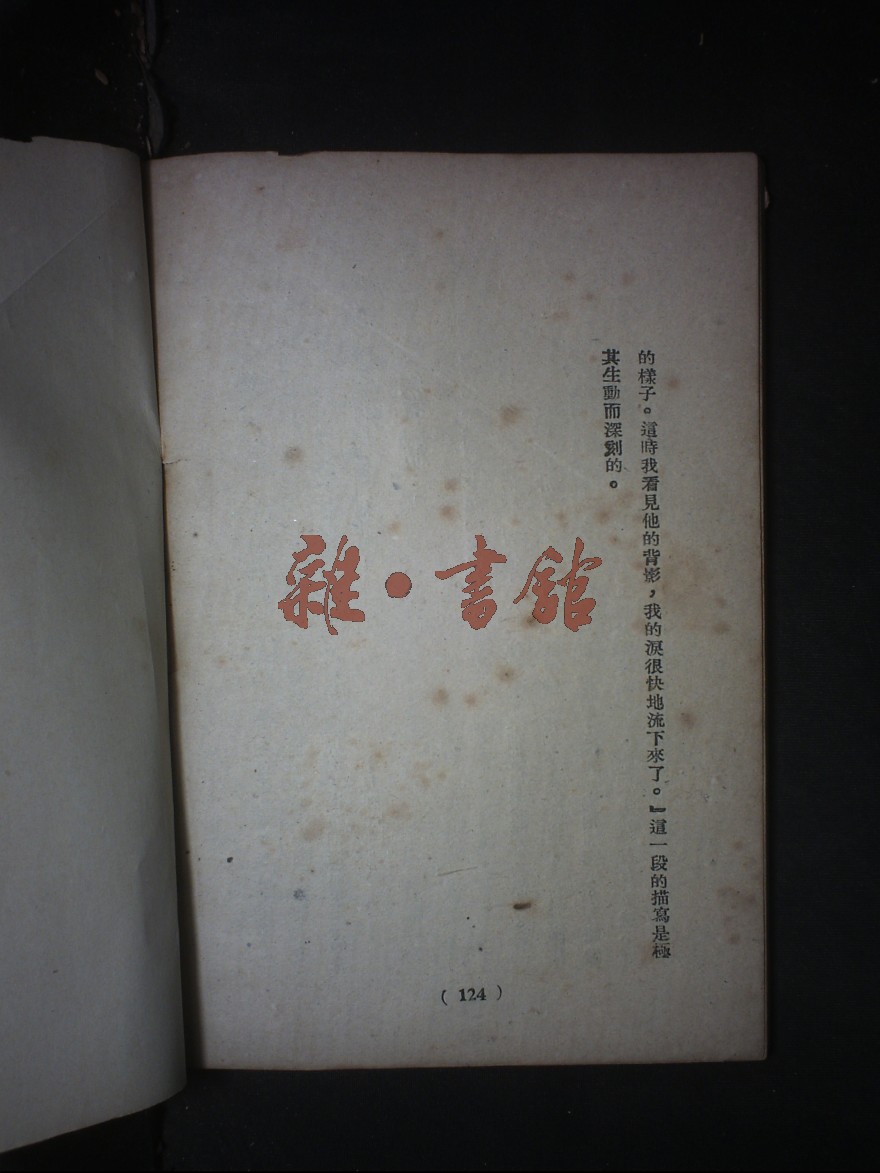 的樣子。這時我看見他的背影，我的淚很快地流下來了。』這一段的描寫是極
其生動而深刻的。
雜·書館
( 124 )